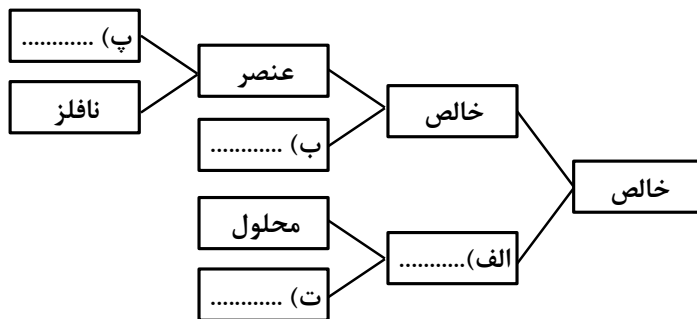 پ) ............
عنصر
نافلز
خالص
ب) ............
خالص
محلول
الف)...........
ت) ............